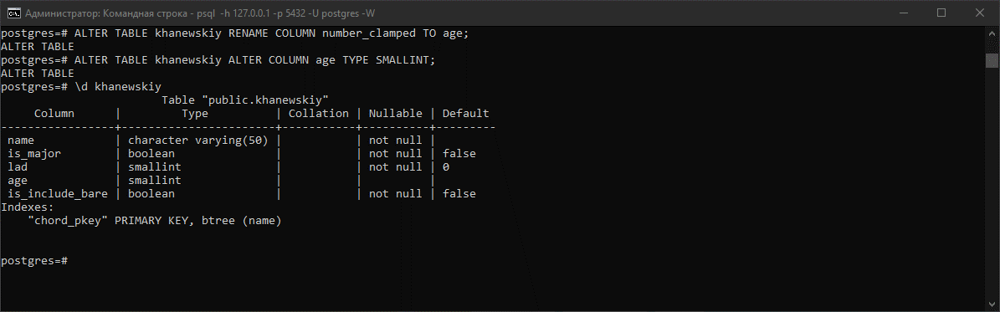 Администратор: Командная строка - psql  -h 127.0.0.1 -p 5432 -U postgres -W
postgres=# ALTER TABLE khanewskiy RENAME COLUMN number_clamped TO age;
ALTER TABLE
postgres=# ALTER TABLE khanewskiy ALTER COLUMN age TYPE SMALLINT;
ALTER TABLE
postgres=# \d khanewskiy
                        Table "public.khanewskiy"
     Column      |         Type          | Collation | Nullable | Default
-----------------+-----------------------+-----------+----------+---------
 name            | character varying(50) |           | not null |
 is_major        | boolean               |           | not null | false
 lad             | smallint              |           | not null | 0
 age             | smallint              |           |          |
 is_include_bare | boolean               |           | not null | false
Indexes:
    "chord_pkey" PRIMARY KEY, btree (name)
postgres=#